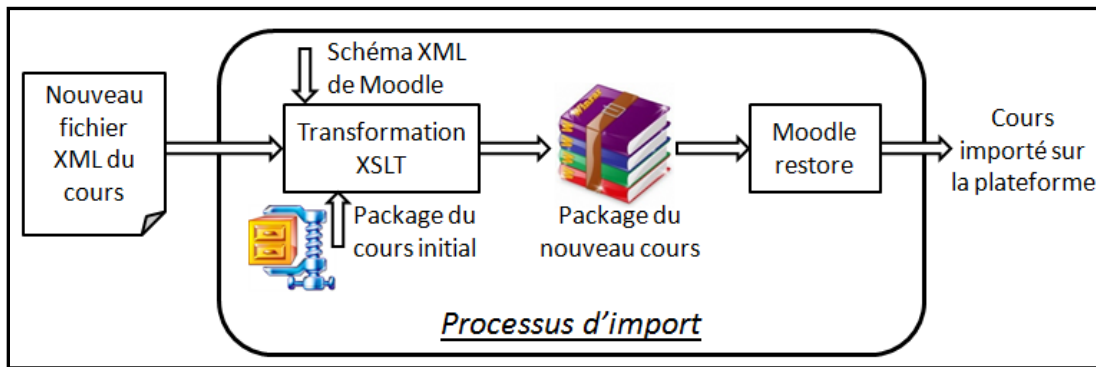 Schéma XML
de Moodle
Nouveau
fichier
XML du
cours
Transformation
XSLT
Winrar
Moodle
restore
Cours
importé sur
la plateforme
Package du
cours initial
Package du
nouveau cours
Processus d'import